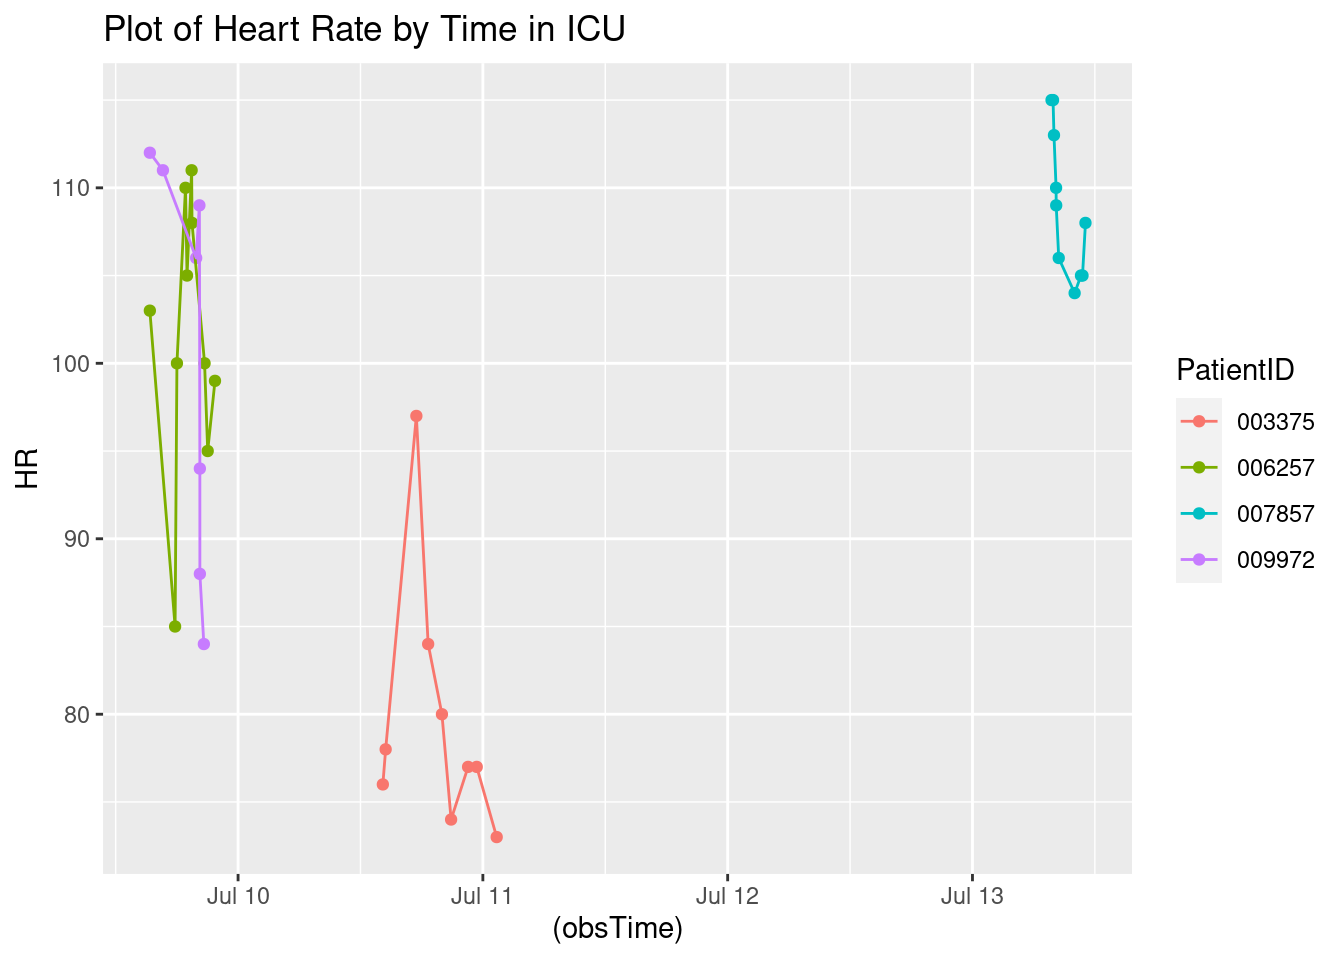 Plot of Heart Rate by Time in ICU
HR
110
100
90
80
Jul 10
Jul 11
Jul 12
Jul 13
(obsTime)
PatientID
003375
006257
007857
009972